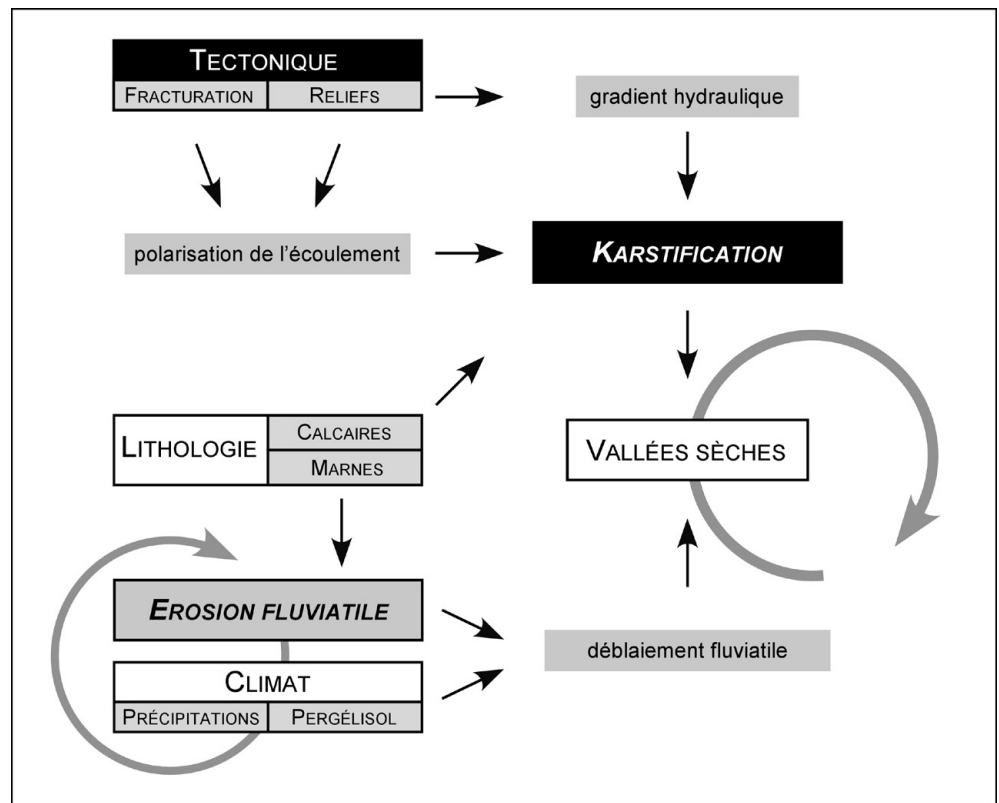 TECTONIQUE
FRACTURATION RELIEFS
gradient hydraulique
polarisation de l'écoulement
KARSTIFICATION
LITHOLOGIE
CALCAIRES
MARNES
VALLÉES SÈCHES
EROSION FLUVIATILE
déblaiement fluviatile
CLIMAT
PRÉCIPITATIONS PERGÉLISOL